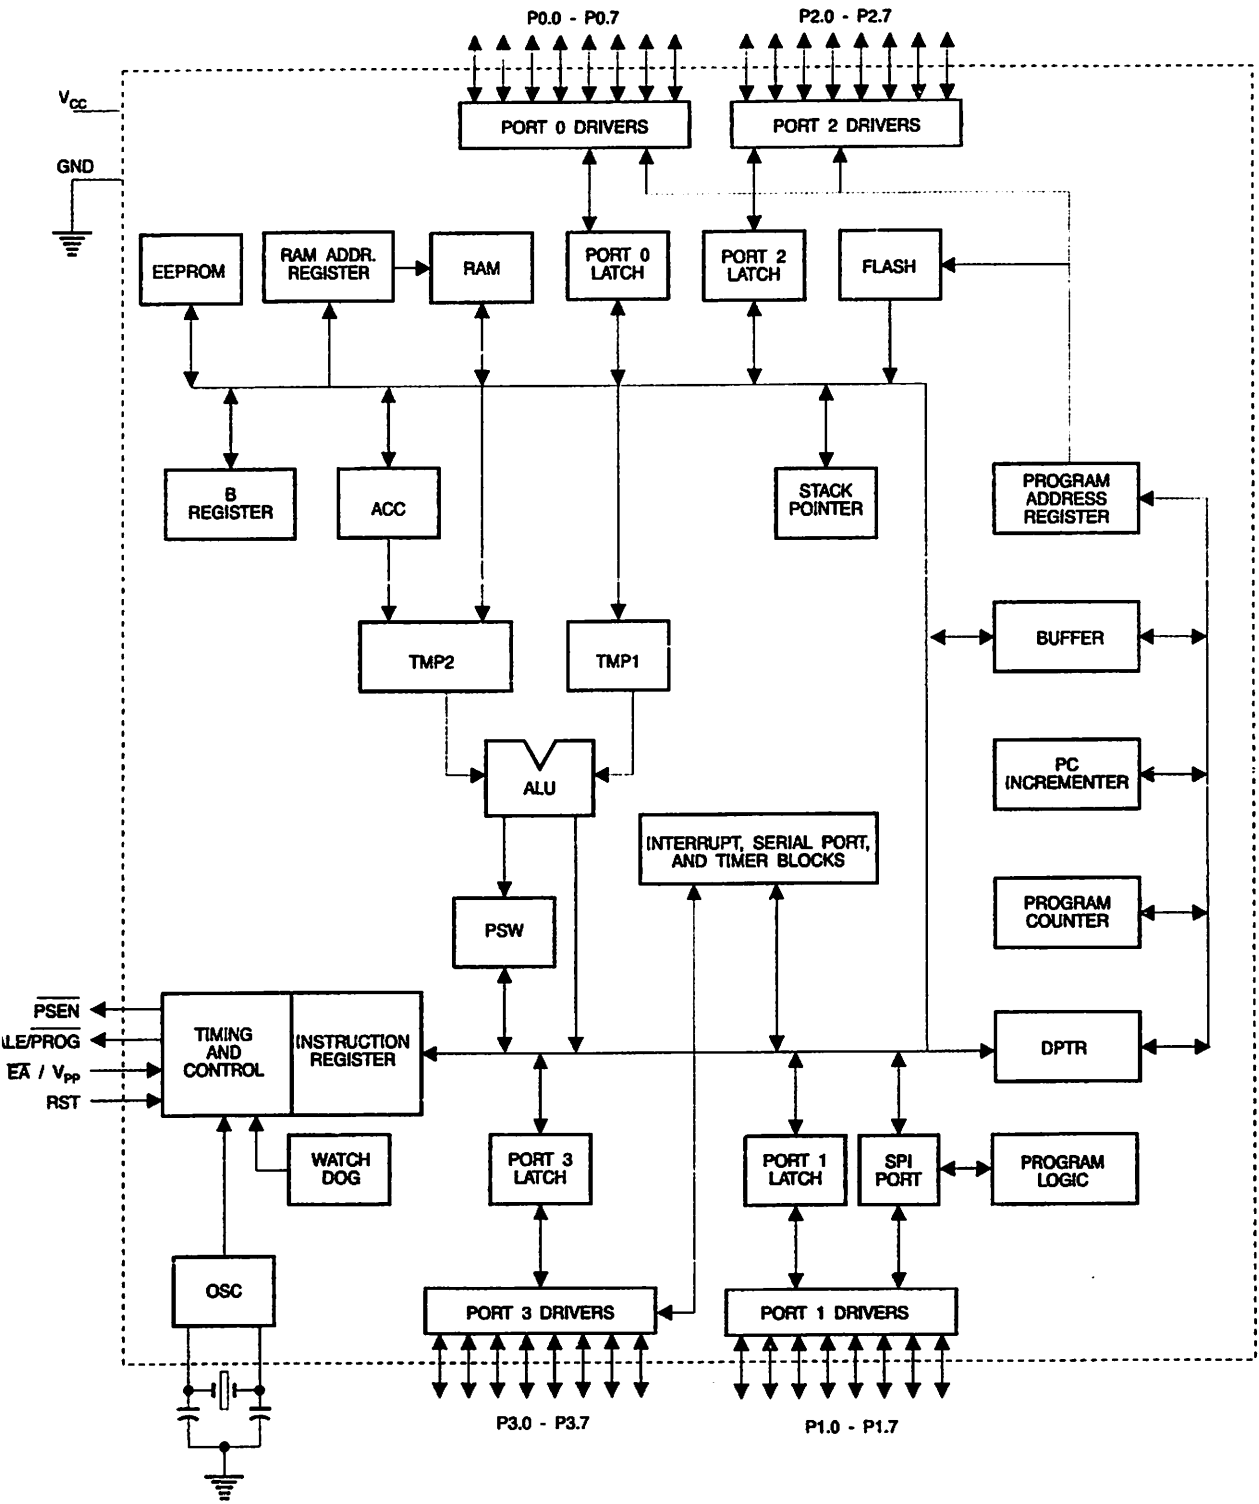 P0.0 - P0.7
P2.0 - P2.7
VCC
PORT 0 DRIVERS
PORT 2 DRIVERS
GND
EEPROM
RAM ADDR.
REGISTER
RAM
PORT 0
LATCH
PORT 2
LATCH
FLASH
B
REGISTER
ACC
STACK
POINTER
PROGRAM
ADDRESS
REGISTER
TMP2
TMP1
BUFFER
ALU
PC
INCREMENTER
INTERRUPT, SERIAL PORT,
AND TIMER BLOCKS
PSW
PROGRAM
COUNTER
PSEN
LE/PROG
EA / VPP
RST
TIMING
AND
CONTROL
INSTRUCTION
REGISTER
DPTR
WATCH
DOG
PORT 3
LATCH
PORT 1
LATCH
SPI
PORT
PROGRAM
LOGIC
OSC
PORT 3 DRIVERS
PORT 1 DRIVERS
P3.0 - P3.7
P1.0 - P1.7